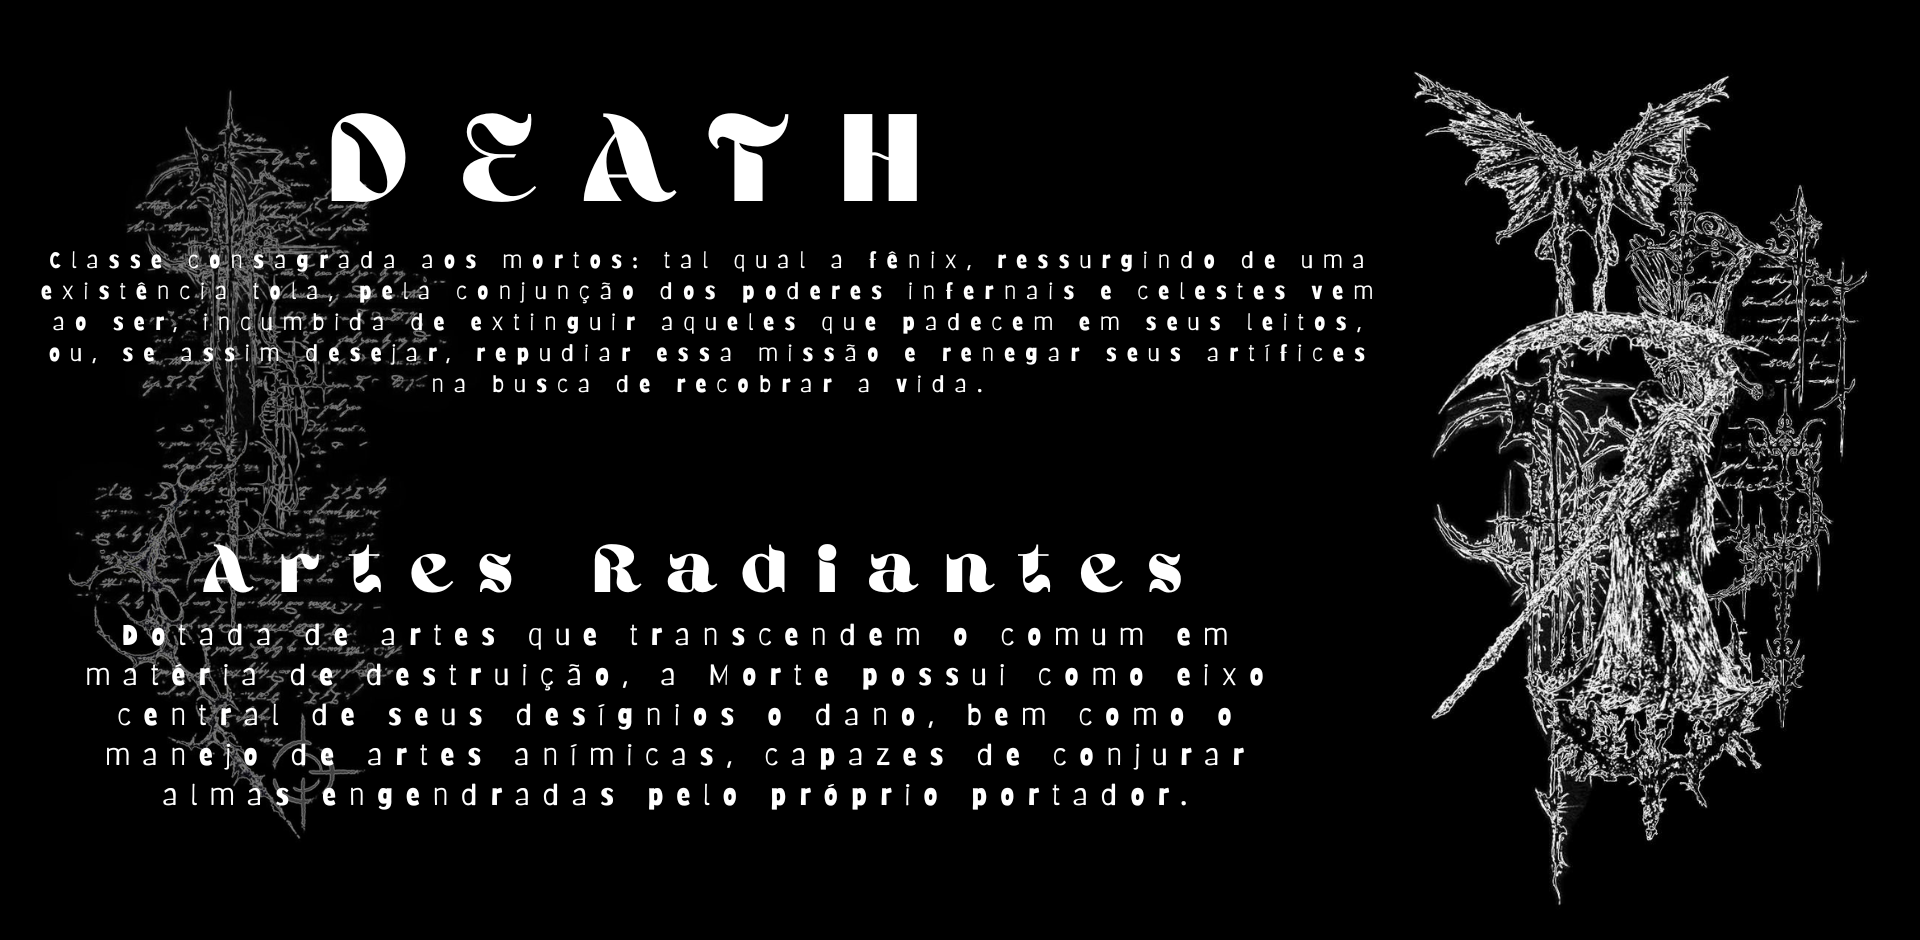 DEATH
Classe consagrada aos mortos: tal qual a fênix, ressurgindo de uma
existência tola, pela conjunção dos poderes infernais e celestes vem
ao ser, incumbida de extinguir aqueles que padecem em seus leitos,
ou, se assim desejar, repudiar essa missão e renegar seus artífices
na busca de recobrar a vida.
Artes Radiantes
Dotada de artes que transcendem o comum em
matéria de destruição, a Morte possui como eixo
central de seus desígnios o dano, bem como o
manejo de artes anímicas, capazes de conjurar
almas engendradas pelo próprio portador.